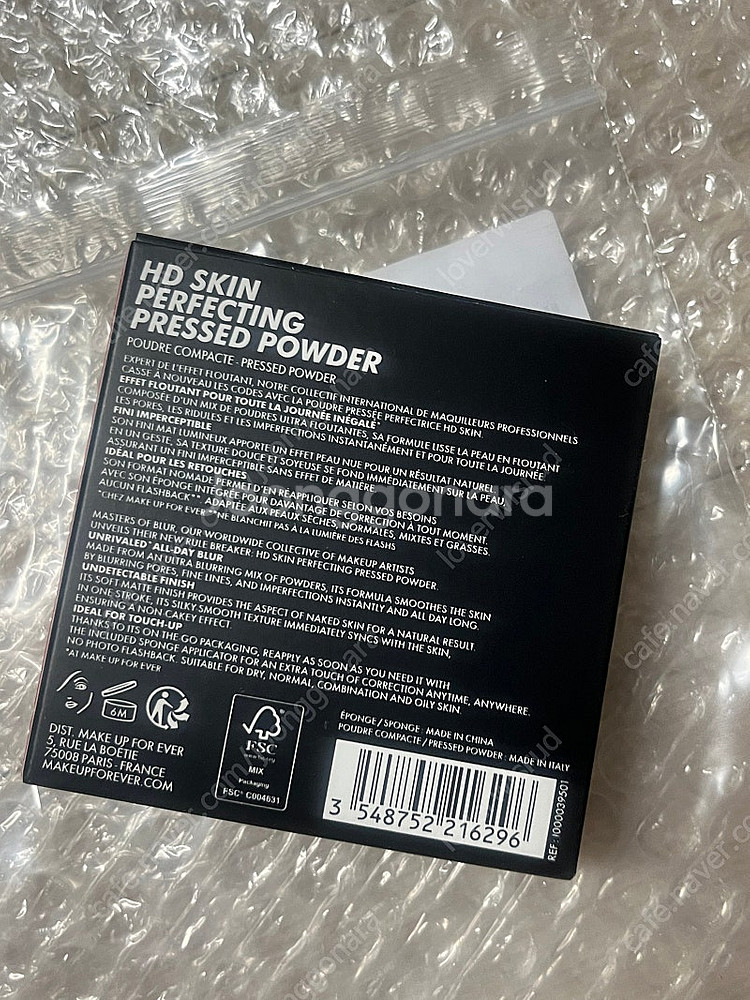 HD SKIN
PERFECTING
PRESSED POWDER
POUDRE COMPACTE - PRESSED POWDER
EXPERT DE L'EFFET FLOUTANT, NOTRE COLLECTIF INTERNATIONAL DE MAQUILLEURS PROFESSIONNELS
CASSE À NOUVEAU LES CODES AVEC LA POUDRE PRESSÉE PERFECTRICE HD SKIN.
EFFET FLOUTANT POUR TOUTE LA JOURNÉE INÉGALÉ*
COMPOSÉE D'UN MIX DE POUDRES ULTRA FLOUTANTES, SA FORMULE LISSE LA PEAU EN FLOUTANT
LES PORES, LES RIDULES ET LES IMPERFECTIONS INSTANTANÉMENT ET POUR TOUTE LA JOURNÉE
FINI IMPERCEPTIBLE
SON FINI MAT LUMINEUX APPORTE UN EFFET PEAU NUE POUR UN RÉSULTAT NATUREL.
EN UN GESTE, SA TEXTURE DOUCE ET SOYEUSE SE FOND IMMÉDIATEMENT SUR LA PEAU,
ASSURANT UN FINI IMPERCEPTIBLE SANS EFFET DE MATIÈRE.
IDÉAL POUR LES RETOUCHES
SON FORMAT NOMADE PERMET D'EN RÉAPPLIQUER SELON VOS BESOINS
AVEC SON ÉPONGE INTÉGRÉE POUR DAVANTAGE DE CORRECTION À TOUT MOMENT.
AUCUN FLASHBACK**. ADAPTÉ AUX PEAUX SÈCHES, NORMALES, MIXTES ET GRASSES.
*CHEZ MAKE UP FOR EVER **NE BLANCHIT PAS À LA LUMIÈRE DES FLASHS
MASTERS OF BLUR, OUR WORLDWIDE COLLECTIVE OF MAKEUP ARTISTS
UNVEILS THEIR NEW RULE BREAKER: HD SKIN PERFECTING PRESSED POWDER.
UNRIVALED* ALL-DAY BLUR
MADE FROM AN ULTRA BLURRING MIX OF POWDERS, ITS FORMULA SMOOTHES THE SKIN
BY BLURRING PORES, FINE LINES, AND IMPERFECTIONS INSTANTLY AND ALL DAY LONG.
UNDETECTABLE FINISH
ITS SOFT MATTE FINISH PROVIDES THE ASPECT OF NAKED SKIN FOR A NATURAL RESULT.
IN ONE STROKE, ITS SILKY SMOOTH TEXTURE IMMEDIATELY SYNCS WITH THE SKIN,
ENSURING A NON-CAKEY EFFECT.
IDEAL FOR TOUCH-UP
THANKS TO ITS ON THE GO PACKAGING, REAPPLY AS SOON AS YOU NEED IT WITH
THE INCLUDED SPONGE APPLICATOR FOR AN EXTRA TOUCH OF CORRECTION ANYTIME, ANYWHERE.
NO PHOTO FLASHBACK. SUITABLE FOR DRY, NORMAL, COMBINATION AND OILY SKIN.
*AT MAKE UP FOR EVER
6M
DIST. MAKE UP FOR EVER
5, RUE LA BOÉTIE
75008 PARIS - FRANCE
MAKEUPFOREVER.COM
FSC
www.fsc.org
MIX
Packaging
FSC® C004631
ÉPONGE / SPONGE : MADE IN CHINA
POUDRE COMPACTE / PRESSED POWDER : MADE IN ITALY
3 548752 216296
REF: I000039501
Joonggonara